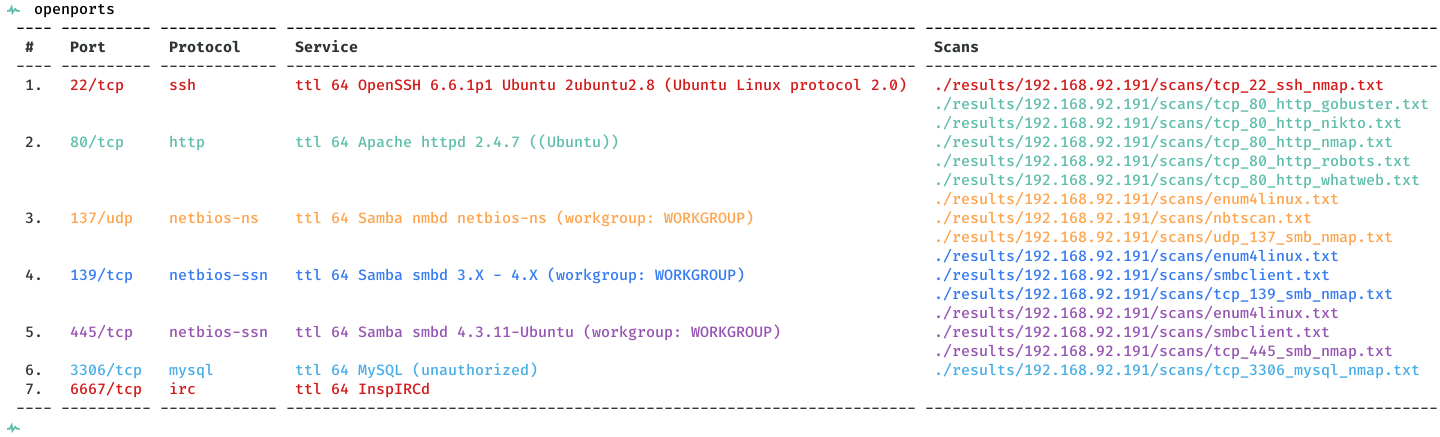 openports
# Port Protocol Service Scans
1. 22/tcp ssh ttl 64 OpenSSH 6.6.1p1 Ubuntu 2ubuntu2.8 (Ubuntu Linux protocol 2.0) ./results/192.168.92.191/scans/tcp_22_ssh_nmap.txt
./results/192.168.92.191/scans/tcp_80_http_gobuster.txt
./results/192.168.92.191/scans/tcp_80_http_nikto.txt
2. 80/tcp http ttl 64 Apache httpd 2.4.7 ((Ubuntu)) ./results/192.168.92.191/scans/tcp_80_http_nmap.txt
./results/192.168.92.191/scans/tcp_80_http_robots.txt
./results/192.168.92.191/scans/tcp_80_http_whatweb.txt
./results/192.168.92.191/scans/enum4linux.txt
3. 137/udp netbios-ns ttl 64 Samba nmbd netbios-ns (workgroup: WORKGROUP) ./results/192.168.92.191/scans/nbtscan.txt
./results/192.168.92.191/scans/udp_137_smb_nmap.txt
./results/192.168.92.191/scans/enum4linux.txt
4. 139/tcp netbios-ssn ttl 64 Samba smbd 3.X - 4.X (workgroup: WORKGROUP) ./results/192.168.92.191/scans/smbclient.txt
./results/192.168.92.191/scans/tcp_139_smb_nmap.txt
./results/192.168.92.191/scans/enum4linux.txt
5. 445/tcp netbios-ssn ttl 64 Samba smbd 4.3.11-Ubuntu (workgroup: WORKGROUP) ./results/192.168.92.191/scans/smbclient.txt
./results/192.168.92.191/scans/tcp_445_smb_nmap.txt
6. 3306/tcp mysql ttl 64 MySQL (unauthorized) ./results/192.168.92.191/scans/tcp_3306_mysql_nmap.txt
7. 6667/tcp irc ttl 64 InspIRCd